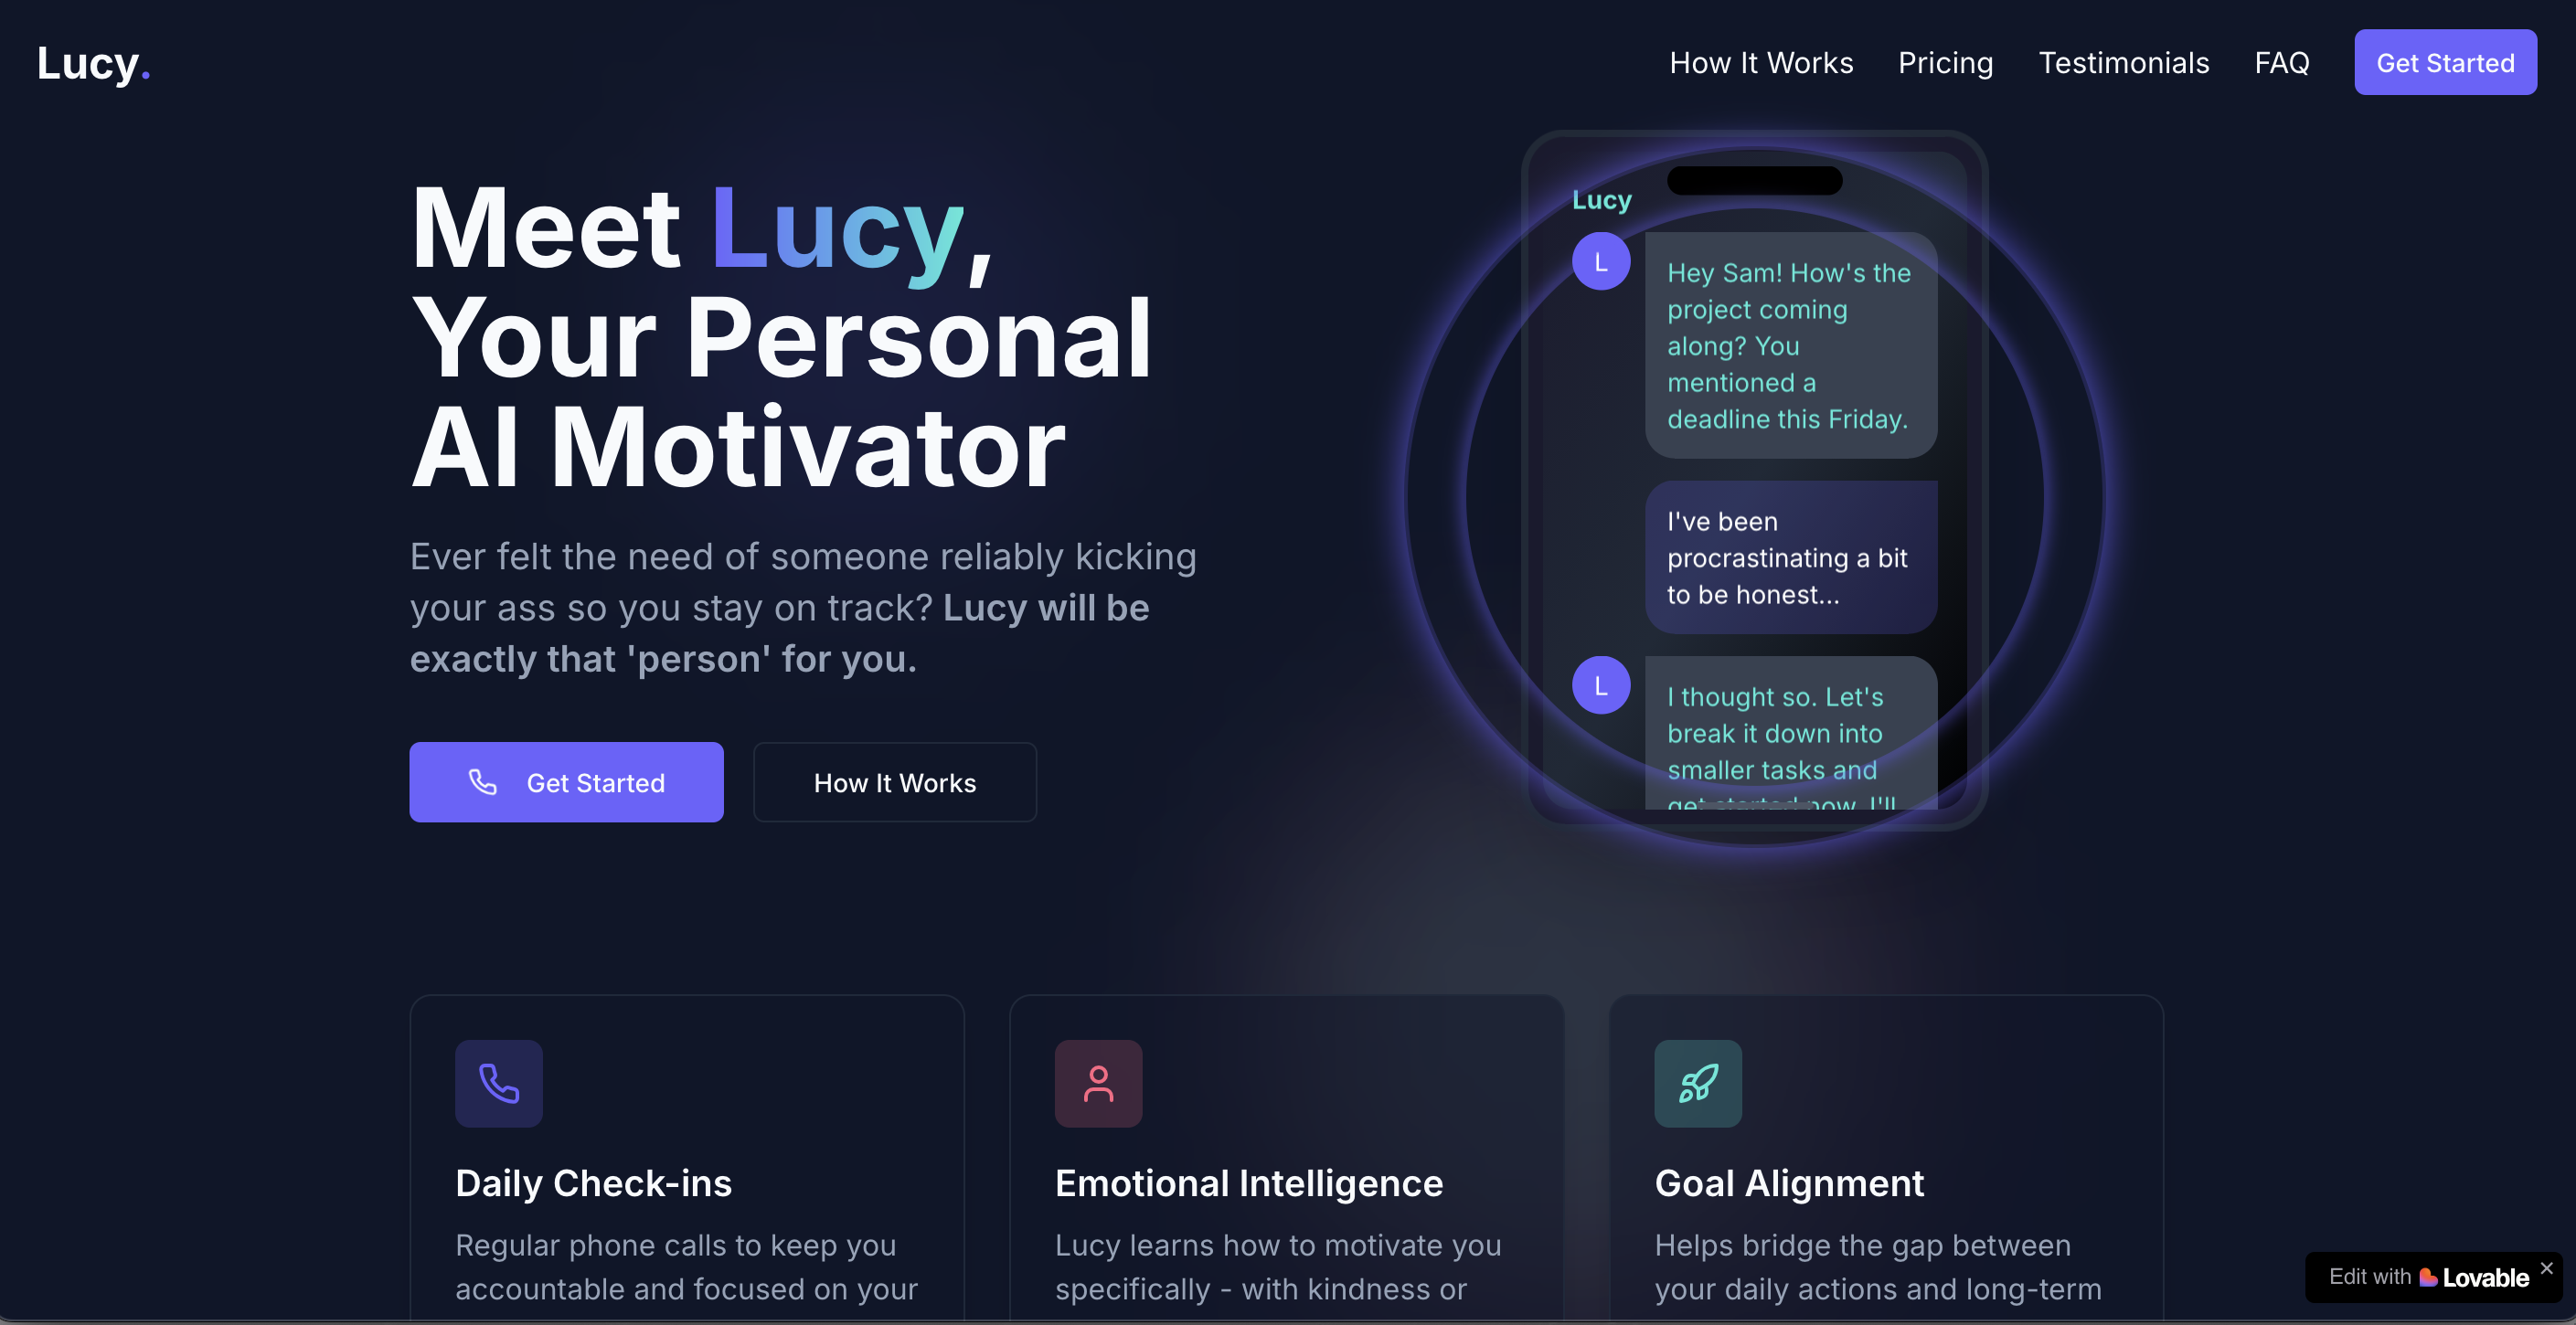 Lucy.
How It Works
Pricing
Testimonials
FAQ
Get Started
Meet Lucy,
Your Personal
AI Motivator
Ever felt the need of someone reliably kicking
your ass so you stay on track? Lucy will be
exactly that 'person' for you.
Get Started
How It Works
Lucy
L
Hey Sam! How's the
project coming
along? You
mentioned a
deadline this Friday.
I've been
procrastinating a bit
to be honest...
L
I thought so. Let's
break it down into
smaller tasks and
get started now. I'll
Daily Check-ins
Regular phone calls to keep you
accountable and focused on your
Emotional Intelligence
Lucy learns how to motivate you
specifically - with kindness or
Goal Alignment
Helps bridge the gap between
your daily actions and long-term
Edit with Lovable